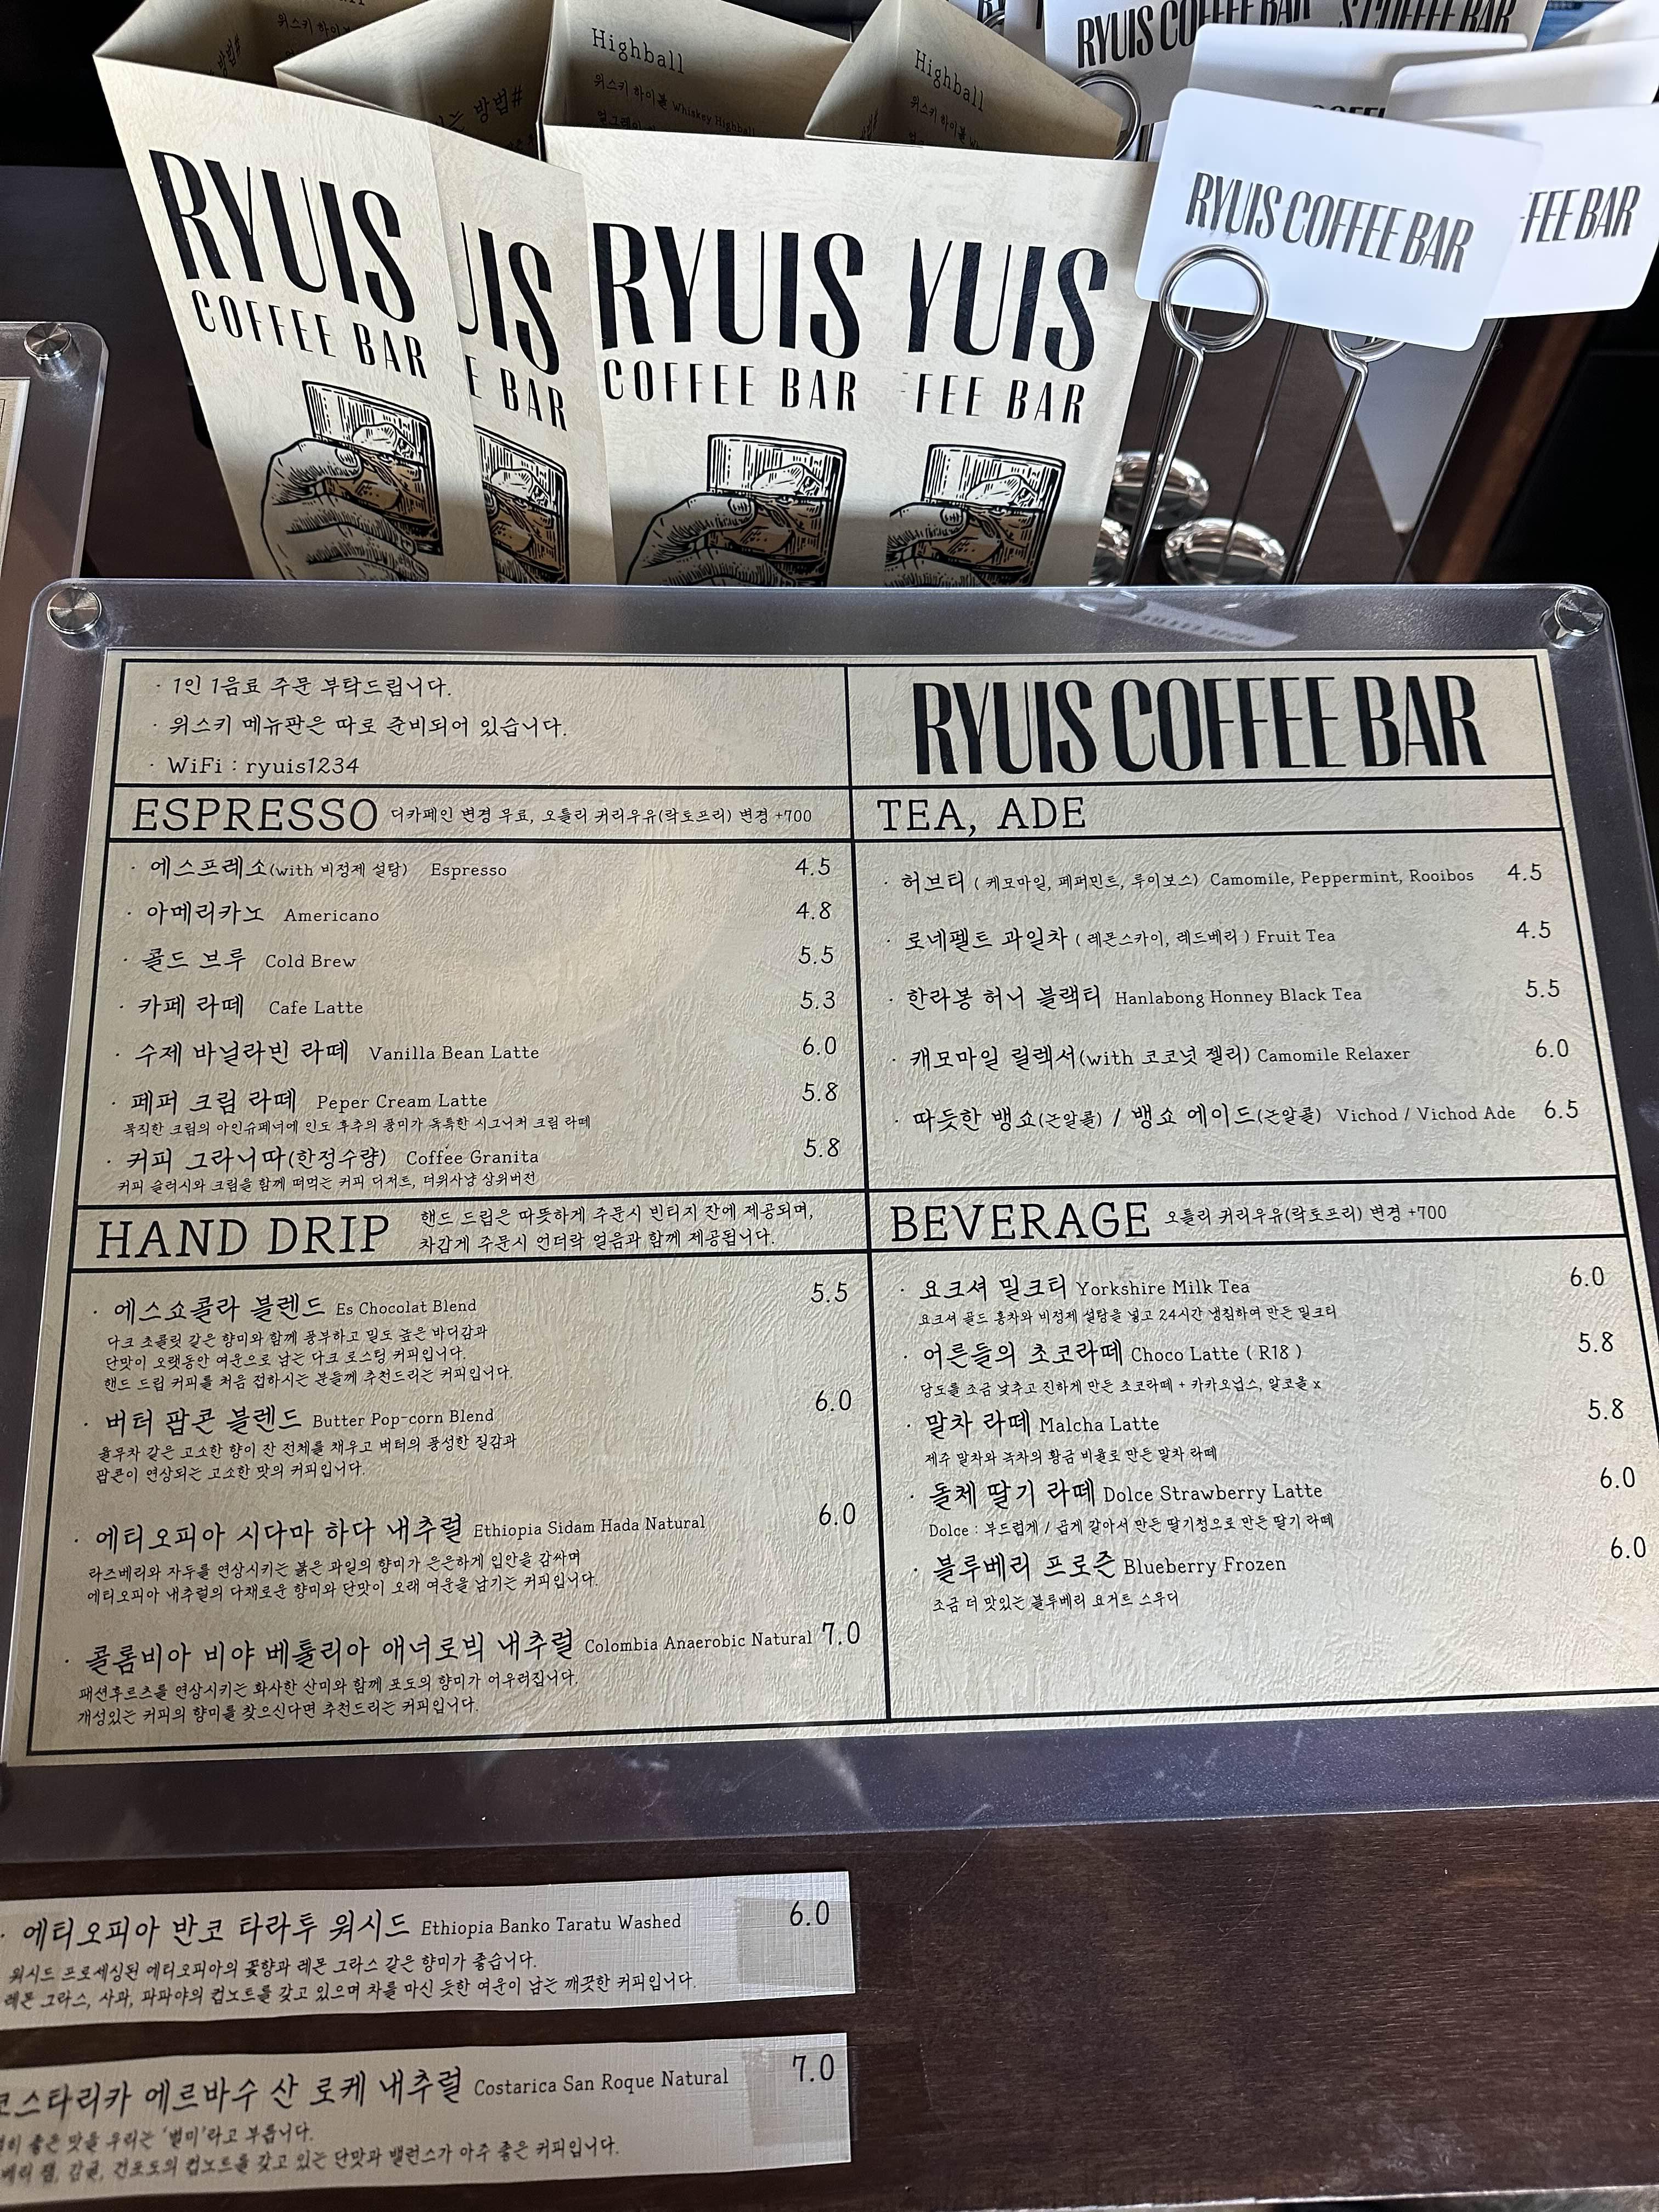 Highball
위스키 하이볼 Whiskey Highball
Highball
위스키 하이볼
는 방법#
RYUIS
COFFEE BAR
UIS
E BAR
RYUIS
COFFEE BAR
YUIS
FEE BAR
RYUIS COFFEE BAR
RYUIS COFFEE BAR
FEE BAR
· 1인 1음료 주문 부탁드립니다.
· 위스키 메뉴판은 따로 준비되어 있습니다.
· WiFi : ryuis1234
RYUIS COFFEE BAR
ESPRESSO 디카페인 변경 무료, 오틀리 귀리우유(락토프리) 변경 +700
· 에스프레소(with 비정제 설탕) Espresso 4.5
· 아메리카노 Americano 4.8
· 콜드 브루 Cold Brew 5.5
· 카페 라떼 Cafe Latte 5.3
· 수제 바닐라빈 라떼 Vanilla Bean Latte 6.0
· 페퍼 크림 라떼 Peper Cream Latte 5.8
묵직한 크림의 아인슈페너에 인도 후추의 풍미가 독특한 시그니처 크림 라떼
· 커피 그라니따(한정수량) Coffee Granita 5.8
커피 슬러시와 크림을 함께 떠먹는 커피 디저트, 더위사냥 상위버전
TEA, ADE
· 허브티 ( 케모마일, 페퍼민트, 루이보스) Camomile, Peppermint, Rooibos 4.5
· 로네펠트 과일차 ( 레몬스카이, 레드베리 ) Fruit Tea 4.5
· 한라봉 허니 블랙티 Hanlabong Honney Black Tea 5.5
· 캐모마일 릴렉서(with 코코넛 젤리) Camomile Relaxer 6.0
· 따듯한 뱅쇼(논알콜) / 뱅쇼 에이드(논알콜) Vichod / Vichod Ade 6.5
HAND DRIP 핸드 드립은 따뜻하게 주문시 빈티지 잔에 제공되며,
차갑게 주문시 언더락 얼음과 함께 제공됩니다.
· 에스쇼콜라 블렌드 Es Chocolat Blend 5.5
다크 초콜릿 같은 향미와 함께 풍부하고 밀도 높은 바디감과
단맛이 오랫동안 여운으로 남는 다크 로스팅 커피입니다.
핸드 드립 커피를 처음 접하시는 분들께 추천드리는 커피입니다.
· 버터 팝콘 블렌드 Butter Pop-corn Blend 6.0
율무차 같은 고소한 향이 잔 전체를 채우고 버터의 풍성한 질감과
팝콘이 연상되는 고소한 맛의 커피입니다.
· 에티오피아 시다마 하다 내추럴 Ethiopia Sidam Hada Natural 6.0
라즈베리와 자두를 연상시키는 붉은 과일의 향미가 은은하게 입안을 감싸며
에티오피아 내추럴의 다채로운 향미와 단맛이 오래 여운을 남기는 커피입니다.
· 콜롬비아 비야 베툴리아 애너로빅 내추럴 Colombia Anaerobic Natural 7.0
패션후르츠를 연상시키는 화사한 산미와 함께 포도의 향미가 어우러집니다.
개성있는 커피의 향미를 찾으신다면 추천드리는 커피입니다.
BEVERAGE 오틀리 귀리우유(락토프리) 변경 +700
· 요크셔 밀크티 Yorkshire Milk Tea 6.0
요크셔 골드 홍차와 비정제 설탕을 넣고 24시간 냉침하여 만든 밀크티
· 어른들의 초코라떼 Choco Latte ( R18 ) 5.8
당도를 조금 낮추고 진하게 만든 초코라떼 + 카카오닙스, 알코올 x
· 말차 라떼 Malcha Latte 5.8
제주 말차와 녹차의 황금 비율로 만든 말차 라떼
· 돌체 딸기 라떼 Dolce Strawberry Latte 6.0
Dolce : 부드럽게 / 곱게 갈아서 만든 딸기청으로 만든 딸기 라떼
· 블루베리 프로즌 Blueberry Frozen 6.0
조금 더 맛있는 블루베리 요거트 스무디
· 에티오피아 반코 타라투 워시드 Ethiopia Banko Taratu Washed 6.0
워시드 프로세싱된 에티오피아의 꽃향과 레몬 그라스 같은 향미가 좋습니다.
레몬 그라스, 사과, 파파야의 컵노트를 갖고 있으며 차를 마신 듯한 여운이 남는 깨끗한 커피입니다.
코스타리카 에르바수 산 로케 내추럴 Costarica San Roque Natural 7.0
히 좋은 맛을 우리는 '별미'라고 부릅니다.
베리 잼, 감귤, 건포도의 컵노트를 갖고 있는 단맛과 밸런스가 아주 좋은 커피입니다.